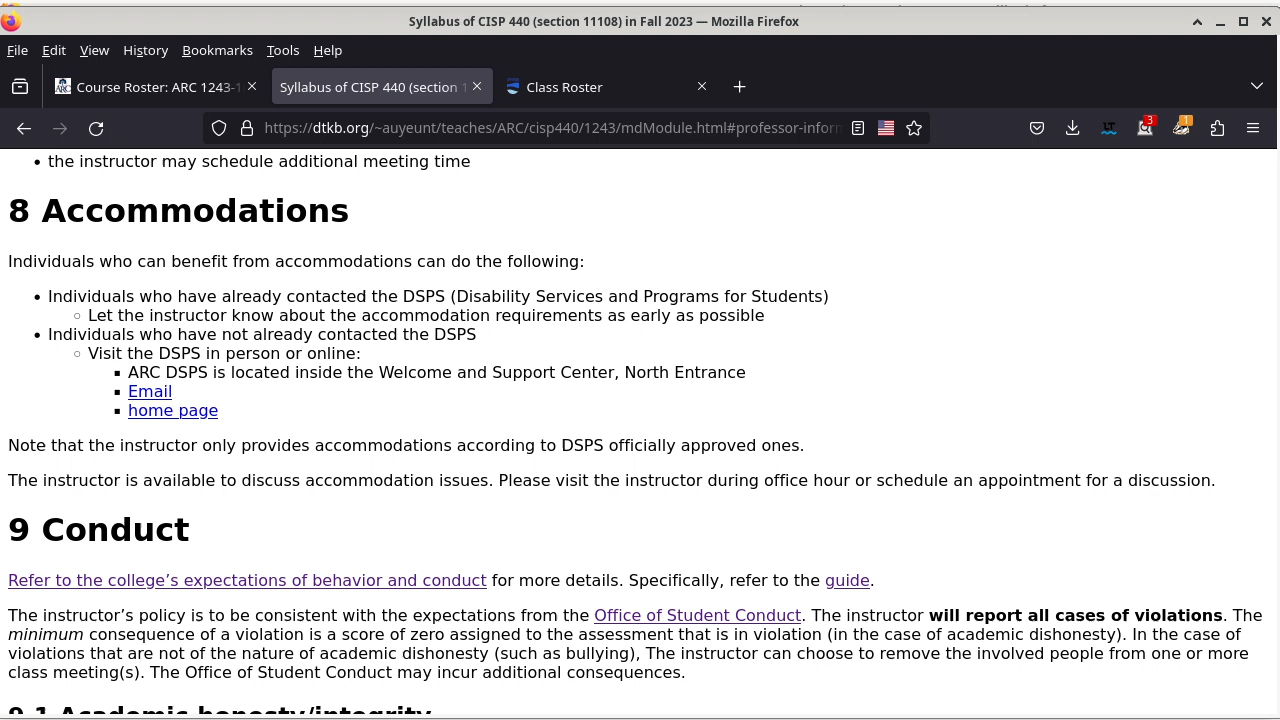 Syllabus of CISP 440 (section 11108) in Fall 2023 — Mozilla Firefox
File Edit View History Bookmarks Tools Help
Course Roster: ARC 1243-1 Syllabus of CISP 440 (section 1 Class Roster
https://dtkb.org/~auyeunt/teaches/ARC/cisp440/1243/mdModule.html#professor-inform 3 1
• the instructor may schedule additional meeting time
8 Accommodations
Individuals who can benefit from accommodations can do the following:
• Individuals who have already contacted the DSPS (Disability Services and Programs for Students)
◦ Let the instructor know about the accommodation requirements as early as possible
• Individuals who have not already contacted the DSPS
◦ Visit the DSPS in person or online:
▪ ARC DSPS is located inside the Welcome and Support Center, North Entrance
▪ Email
▪ home page
Note that the instructor only provides accommodations according to DSPS officially approved ones.
The instructor is available to discuss accommodation issues. Please visit the instructor during office hour or schedule an appointment for a discussion.
9 Conduct
Refer to the college’s expectations of behavior and conduct for more details. Specifically, refer to the guide.
The instructor’s policy is to be consistent with the expectations from the Office of Student Conduct. The instructor will report all cases of violations. The
minimum consequence of a violation is a score of zero assigned to the assessment that is in violation (in the case of academic dishonesty). In the case of
violations that are not of the nature of academic dishonesty (such as bullying), The instructor can choose to remove the involved people from one or more
class meeting(s). The Office of Student Conduct may incur additional consequences.
9.1 Academic honesty/integrity